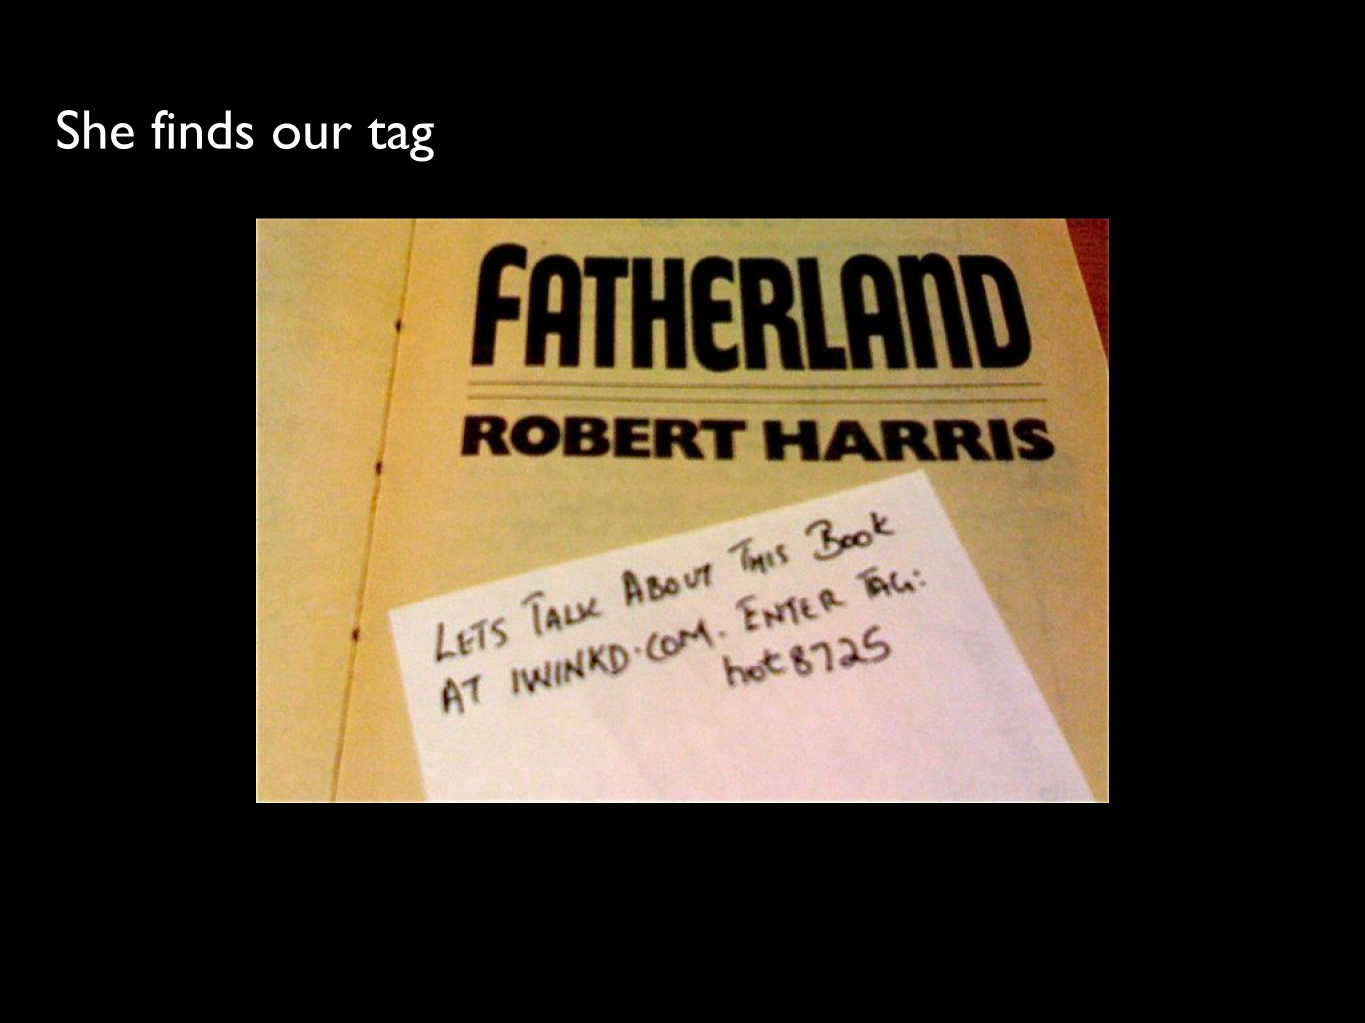 She finds our tag
FATHERLAND
ROBERT HARRIS
LETS TALK ABOUT THIS BOOK
AT IWINKD.COM. ENTER TAG:
hot8725